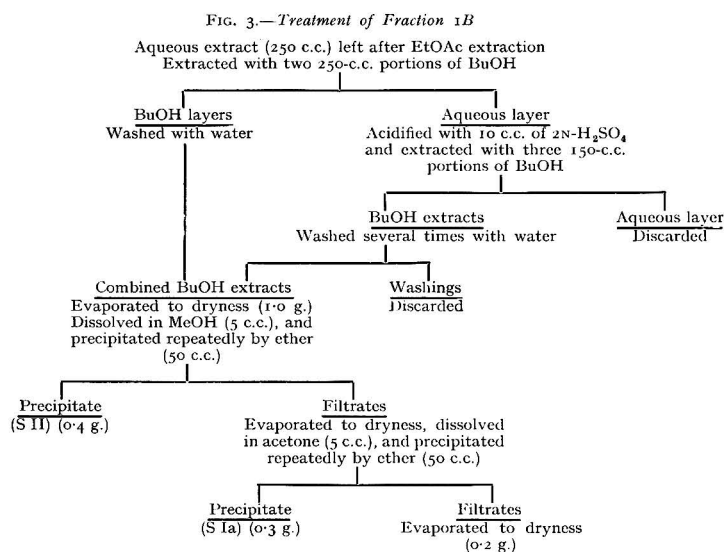 FIG. 3.—Treatment of Fraction 1B
Aqueous extract (250 c.c.) left after EtOAc extraction
Extracted with two 250-c.c. portions of BuOH
BuOH layers
Washed with water
Aqueous layer
Acidified with 10 c.c. of 2N-H₂SO₄
and extracted with three 150-c.c.
portions of BuOH
BuOH extracts
Washed several times with water
Aqueous layer
Discarded
Combined BuOH extracts
Evaporated to dryness (1·0 g.)
Dissolved in MeOH (5 c.c.), and
precipitated repeatedly by ether
(50 c.c.)
Washings
Discarded
Precipitate
(S II) (0·4 g.)
Filtrates
Evaporated to dryness, dissolved
in acetone (5 c.c.), and precipitated
repeatedly by ether (50 c.c.)
Precipitate
(S Ia) (0·3 g.)
Filtrates
Evaporated to dryness
(0·2 g.)